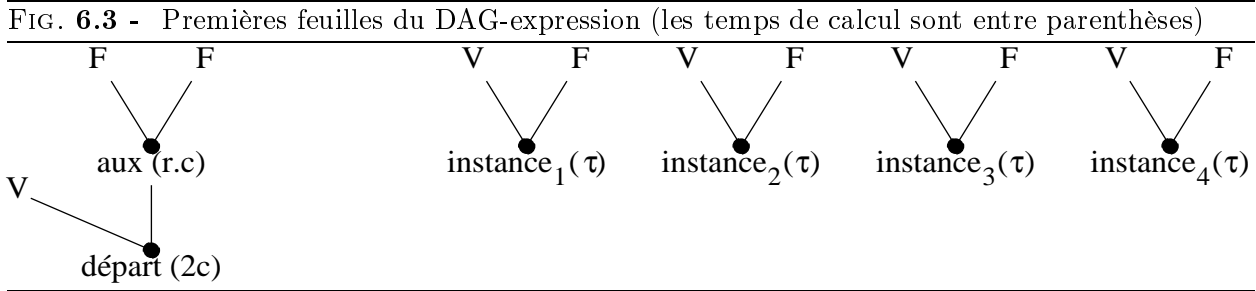 FIG. 6.3 - Premières feuilles du DAG-expression (les temps de calcul sont entre parenthèses)
F F V F V F V F V F
aux (r.c) instance1(τ) instance2(τ) instance3(τ) instance4(τ)
V
départ (2c)